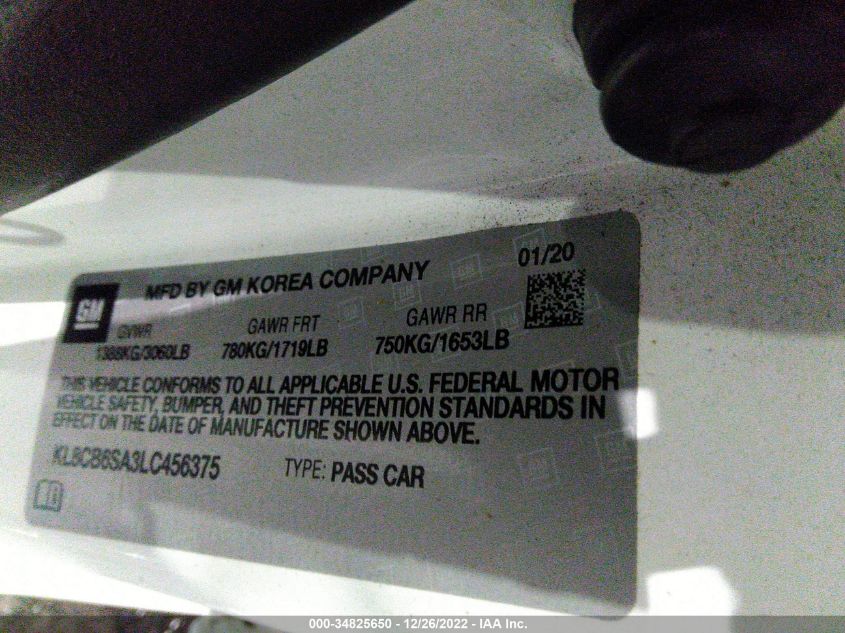 GM
MFD BY GM KOREA COMPANY
01/20
GVWR GAWR FRT GAWR RR
1388KG/3060LB 780KG/1719LB 750KG/1653LB
THIS VEHICLE CONFORMS TO ALL APPLICABLE U.S. FEDERAL MOTOR
VEHICLE SAFETY, BUMPER, AND THEFT PREVENTION STANDARDS IN
EFFECT ON THE DATE OF MANUFACTURE SHOWN ABOVE.
KL8CB6SA3LC456375 TYPE: PASS CAR
000-34825650 - 12/26/2022 - IAA Inc.